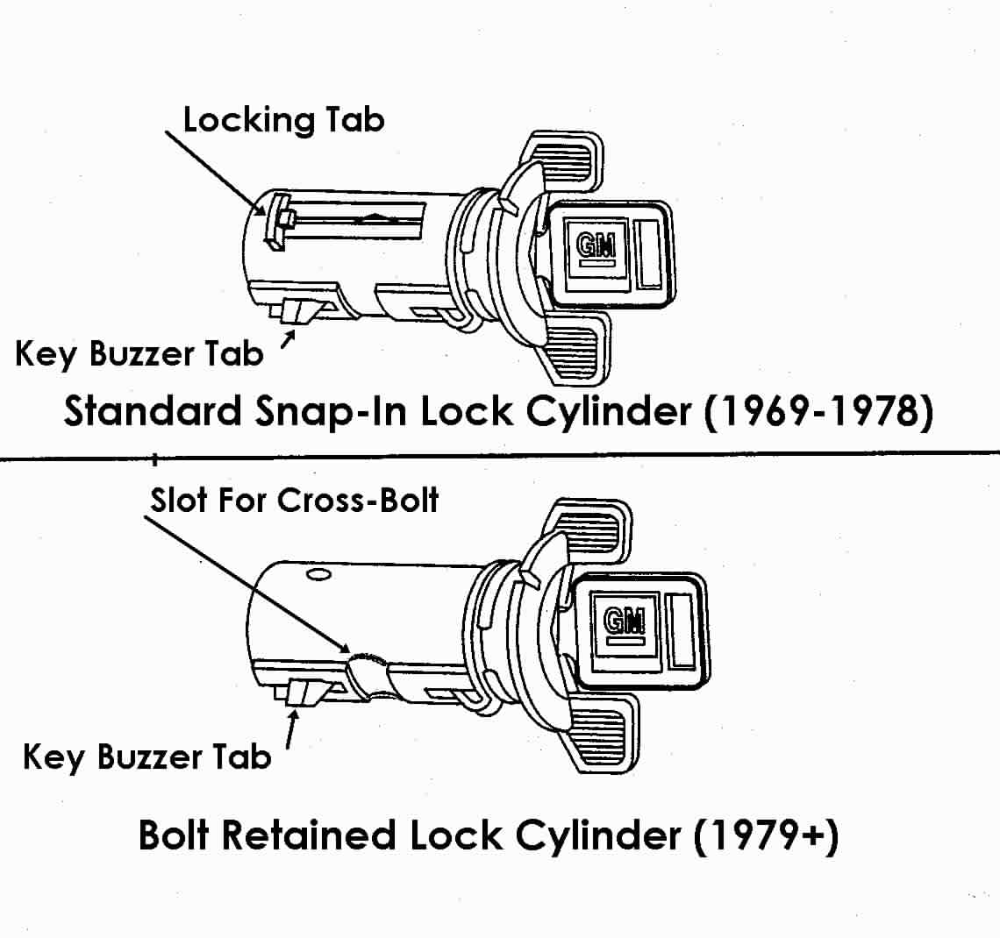 Locking Tab
GM
Key Buzzer Tab
Standard Snap-In Lock Cylinder (1969-1978)
Slot For Cross-Bolt
GM
Key Buzzer Tab
Bolt Retained Lock Cylinder (1979+)